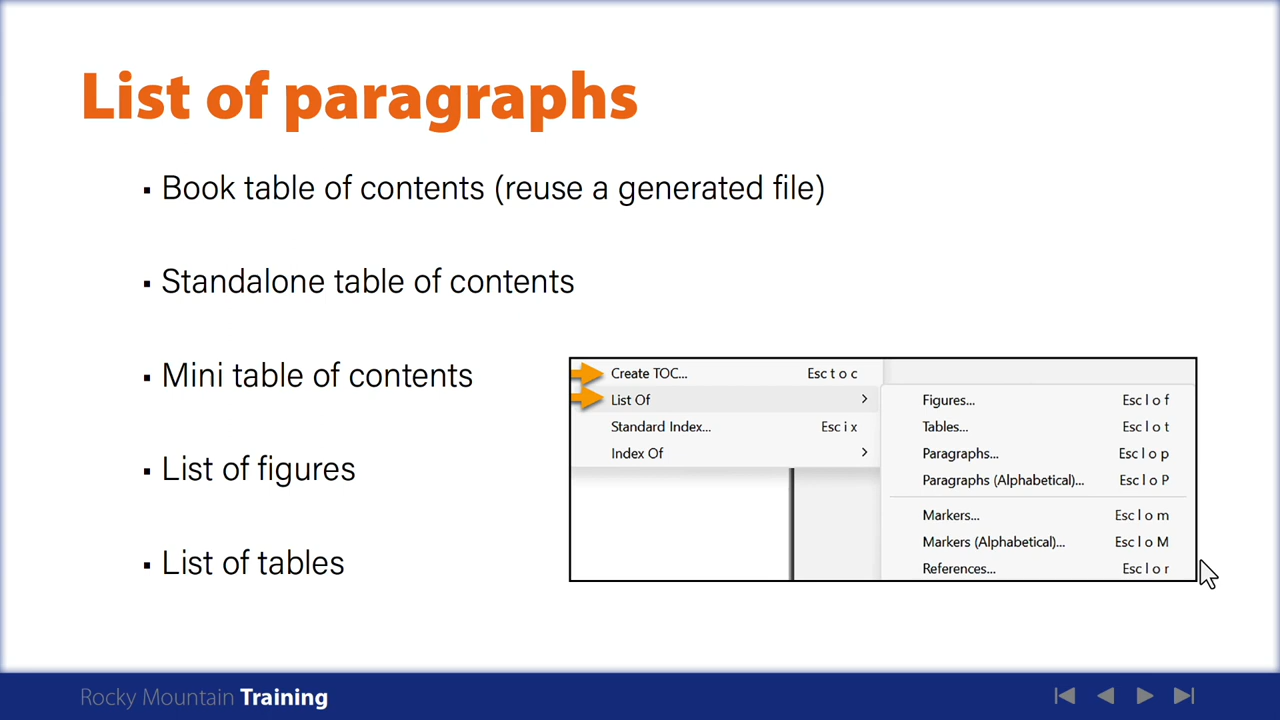 List of paragraphs
▪ Book table of contents (reuse a generated file)
▪ Standalone table of contents
▪ Mini table of contents
▪ List of figures
▪ List of tables
Create TOC... Esc t o c
List Of >
Standard Index... Esc i x
Index Of >
Figures... Esc l o f
Tables... Esc l o t
Paragraphs... Esc l o p
Paragraphs (Alphabetical)... Esc l o P
Markers... Esc l o m
Markers (Alphabetical)... Esc l o M
References... Esc l o r
Rocky Mountain Training